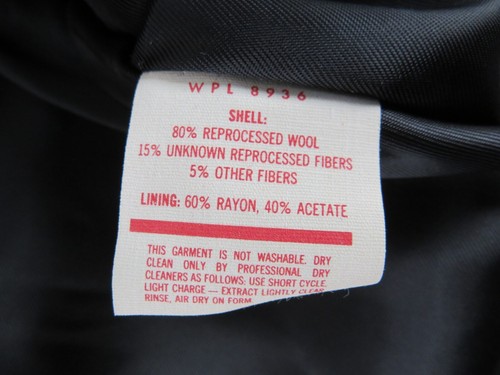 WPL 8936
SHELL:
80% REPROCESSED WOOL
15% UNKNOWN REPROCESSED FIBERS
5% OTHER FIBERS
LINING: 60% RAYON, 40% ACETATE
THIS GARMENT IS NOT WASHABLE. DRY
CLEAN ONLY BY PROFESSIONAL DRY
CLEANERS AS FOLLOWS: USE SHORT CYCLE.
LIGHT CHARGE — EXTRACT LIGHTLY CLEAR
RINSE, AIR DRY ON FORM.